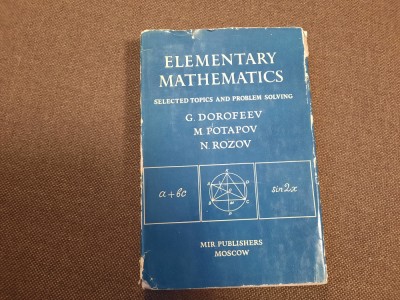 ELEMENTARY
MATHEMATICS
SELECTED TOPICS AND PROBLEM SOLVING
G. DOROFEEV
M. POTAPOV
N. ROZOV
a+bc
sin2x
MIR PUBLISHERS
MOSCOW